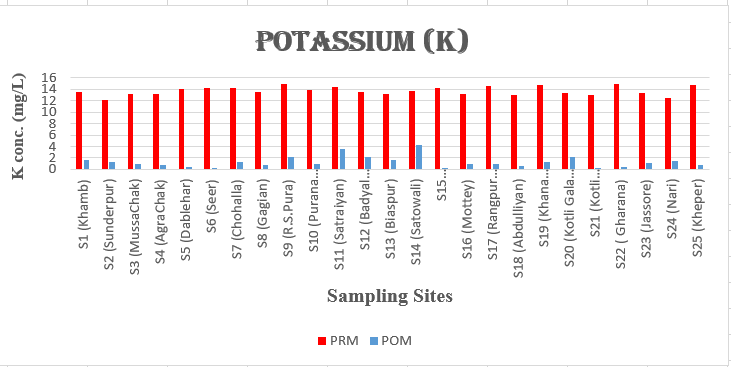 POTASSIUM (K)
K conc. (mg/L)
16
14
12
10
8
6
4
2
0
S1 (Khamb)
S2 (Sunderpur)
S3 (MussaChak)
S4 (AgraChak)
S5 (Dablehar)
S6 (Seer)
S7 (Chohalla)
S8 (Gagian)
S9 (R.S.Pura)
S10 (Purana…
S11 (Satraiyan)
S12 (Badyal…
S13 (Biaspur)
S14 (Satowali)
S15…
S16 (Mottey)
S17 (Rangpur…
S18 (Abdulliyan)
S19 (Khana…
S20 (Kotli Gala…
S21 (Kotli…
S22 ( Gharana)
S23 (Jassore)
S24 (Nari)
S25 (Kheper)
Sampling Sites
PRM POM